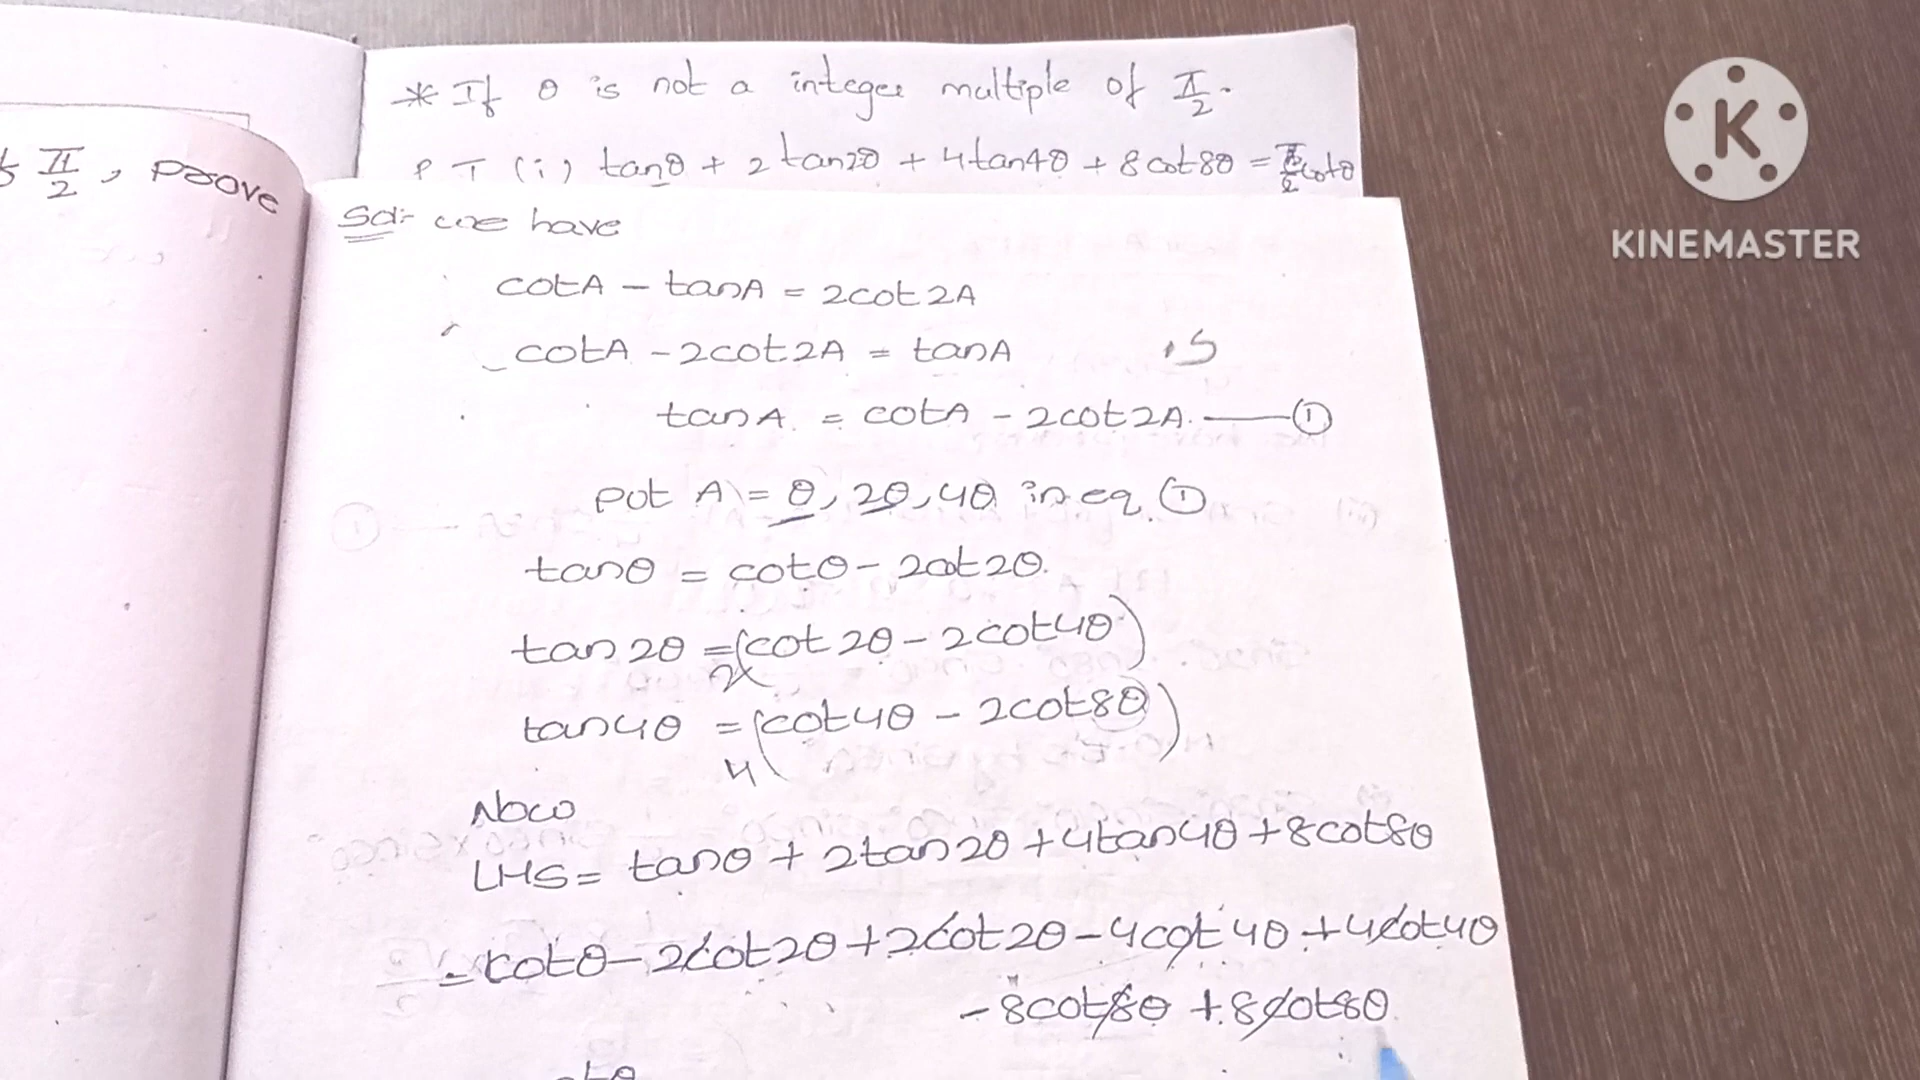 * If θ is not a integer multiple of π/2.
P T (i) tanθ + 2tan2θ + 4tan4θ + 8cot8θ = cotθ
π/2, prove
Sol:- we have
cotA - tanA = 2cot2A
cotA - 2cot2A = tanA
tanA = cotA - 2cot2A. —— ①
put A = θ, 2θ, 4θ in eq. ①
tanθ = cotθ - 2cot2θ.
tan2θ = 2x(cot2θ - 2cot4θ)
tan4θ = 4(cot4θ - 2cot8θ)
Now
LHS = tanθ + 2tan2θ + 4tan4θ + 8cot8θ
= cotθ - 2cot2θ + 2cot2θ - 4cot4θ + 4cot4θ
- 8cot8θ + 8cot8θ
K
KINEMASTER